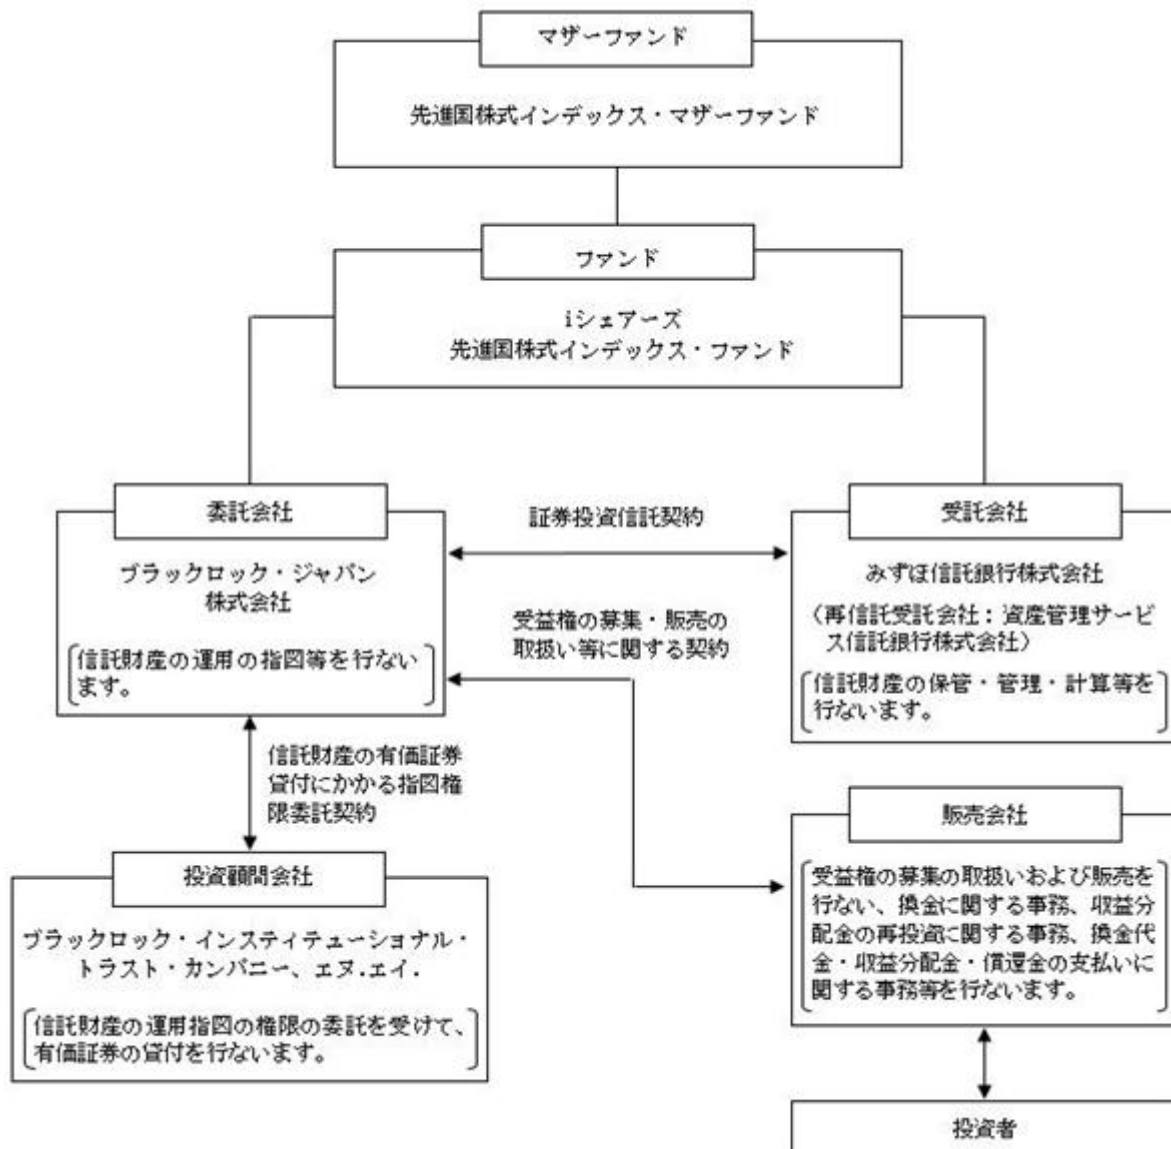 マザーファンド
先進国株式インデックス・マザーファンド
ファンド
iシェアーズ
先進国株式インデックス・ファンド
委託会社
ブラックロック・ジャパン
株式会社
信託財産の運用の指図等を行ない
ます。
証券投資信託契約
受益権の募集・販売の
取扱い等に関する契約
受託会社
みずほ信託銀行株式会社
（再信託受託会社：資産管理サービ
ス信託銀行株式会社）
信託財産の保管・管理・計算等を
行ないます。
信託財産の有価証券
貸付にかかる指図権
限委託契約
投資顧問会社
ブラックロック・インスティテューショナル・
トラスト・カンパニー、エヌ.エイ.
信託財産の運用指図の権限の委託を受けて、
有価証券の貸付を行ないます。
販売会社
受益権の募集の取扱いおよび販売を
行ない、換金に関する事務、収益分
配金の再投資に関する事務、換金代
金・収益分配金・償還金の支払いに
関する事務等を行ないます。
投資者